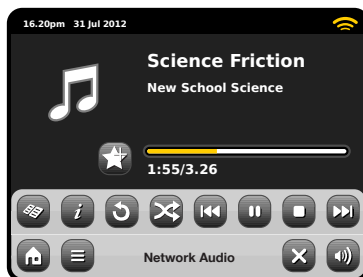 16.20pm 31 Jul 2012
Science Friction
New School Science
1:55/3.26
i
Network Audio